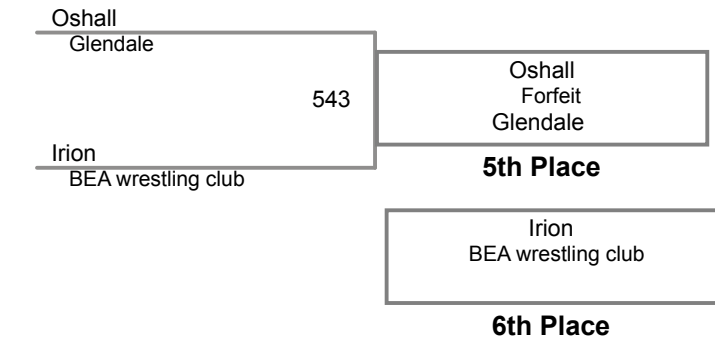 Oshall
Glendale
543
Irion
BEA wrestling club
Oshall
Forfeit
Glendale
5th Place
Irion
BEA wrestling club
6th Place